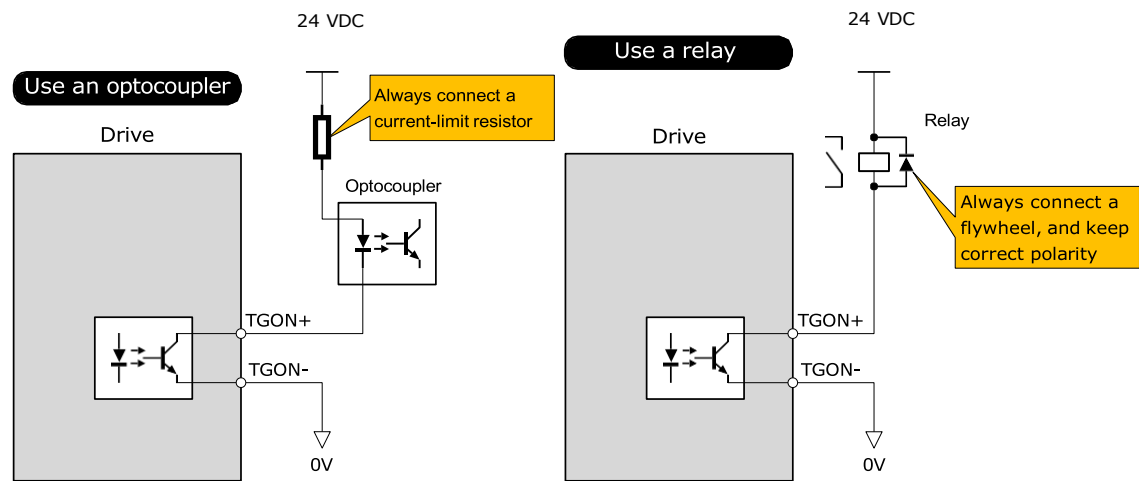 24 VDC
Use an optocoupler
Always connect a
current-limit resistor
Drive
Optocoupler
TGON+
TGON-
0V
24 VDC
Use a relay
Relay
Drive
Always connect a
flywheel, and keep
correct polarity
TGON+
TGON-
0V